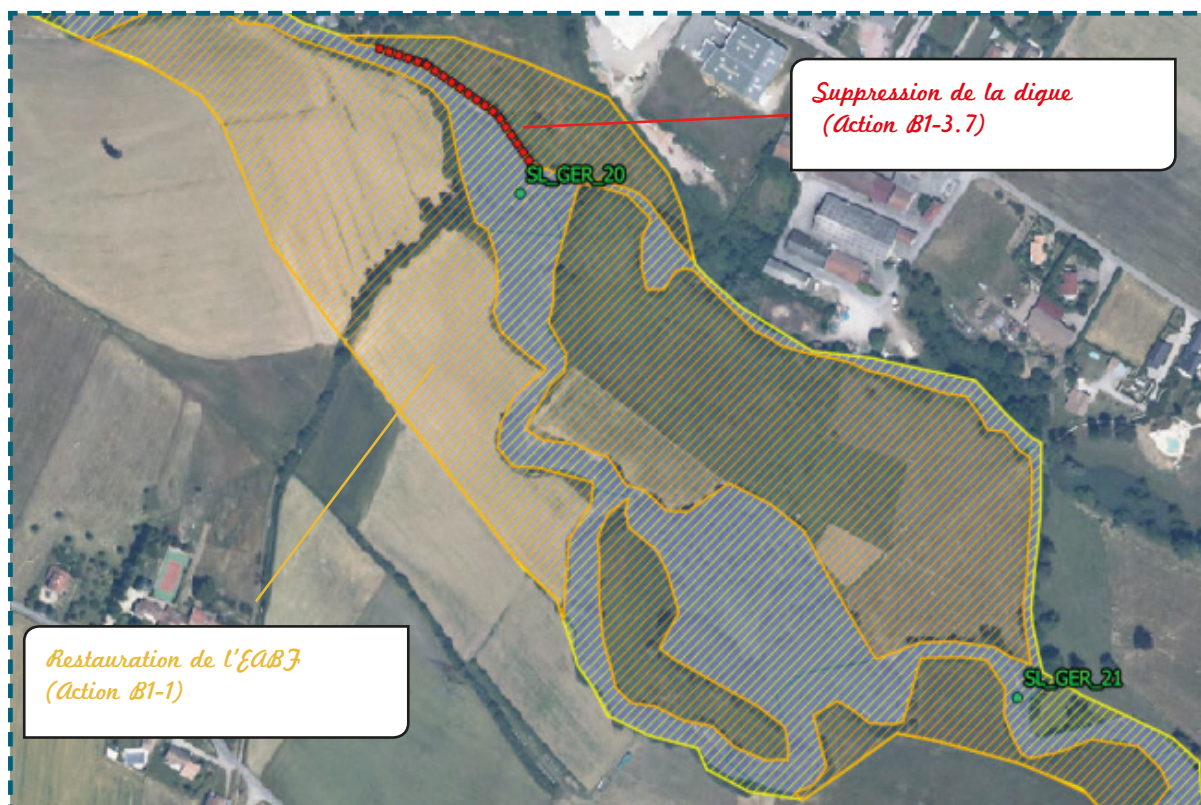 Suppression de la digue
(Action B1-3.7)
SL_GER_20
Restauration de l'EABF
(Action B1-1)
SL_GER_21